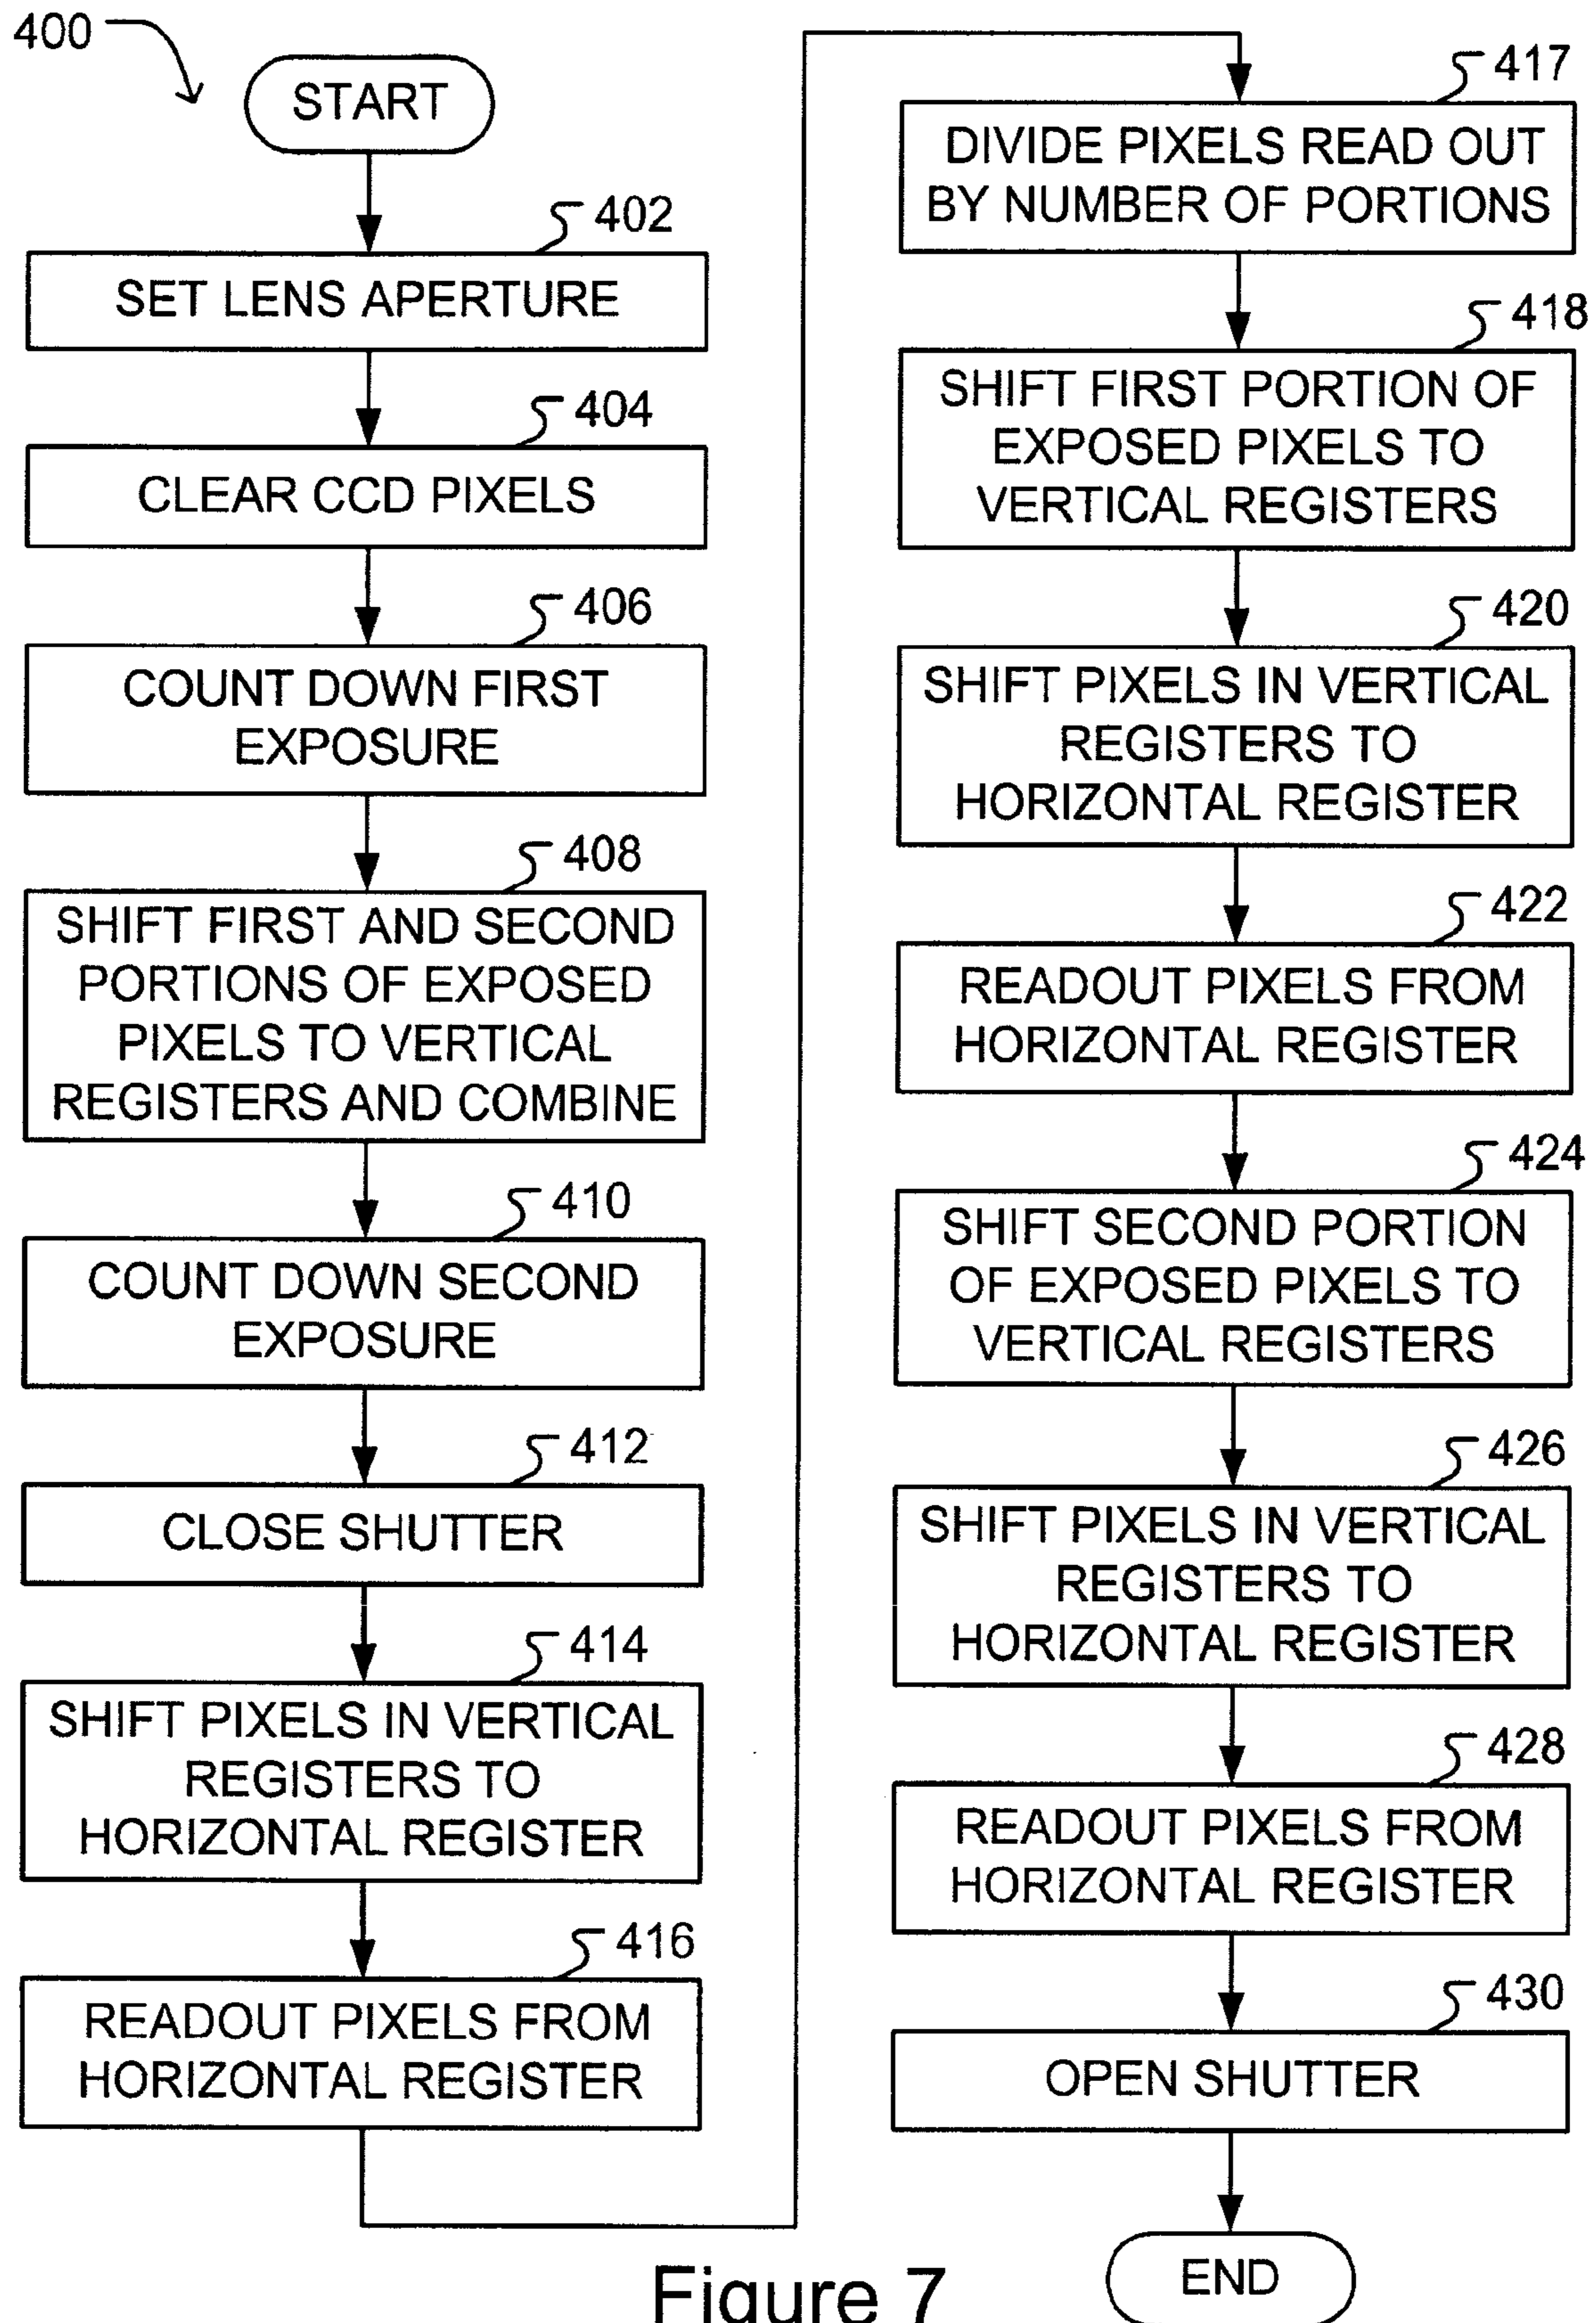 400
START
402
SET LENS APERTURE
404
CLEAR CCD PIXELS
406
COUNT DOWN FIRST
EXPOSURE
408
SHIFT FIRST AND SECOND
PORTIONS OF EXPOSED
PIXELS TO VERTICAL
REGISTERS AND COMBINE
410
COUNT DOWN SECOND
EXPOSURE
412
CLOSE SHUTTER
414
SHIFT PIXELS IN VERTICAL
REGISTERS TO
HORIZONTAL REGISTER
416
READOUT PIXELS FROM
HORIZONTAL REGISTER
417
DIVIDE PIXELS READ OUT
BY NUMBER OF PORTIONS
418
SHIFT FIRST PORTION OF
EXPOSED PIXELS TO
VERTICAL REGISTERS
420
SHIFT PIXELS IN VERTICAL
REGISTERS TO
HORIZONTAL REGISTER
422
READOUT PIXELS FROM
HORIZONTAL REGISTER
424
SHIFT SECOND PORTION
OF EXPOSED PIXELS TO
VERTICAL REGISTERS
426
SHIFT PIXELS IN VERTICAL
REGISTERS TO
HORIZONTAL REGISTER
428
READOUT PIXELS FROM
HORIZONTAL REGISTER
430
OPEN SHUTTER
END
Figure 7